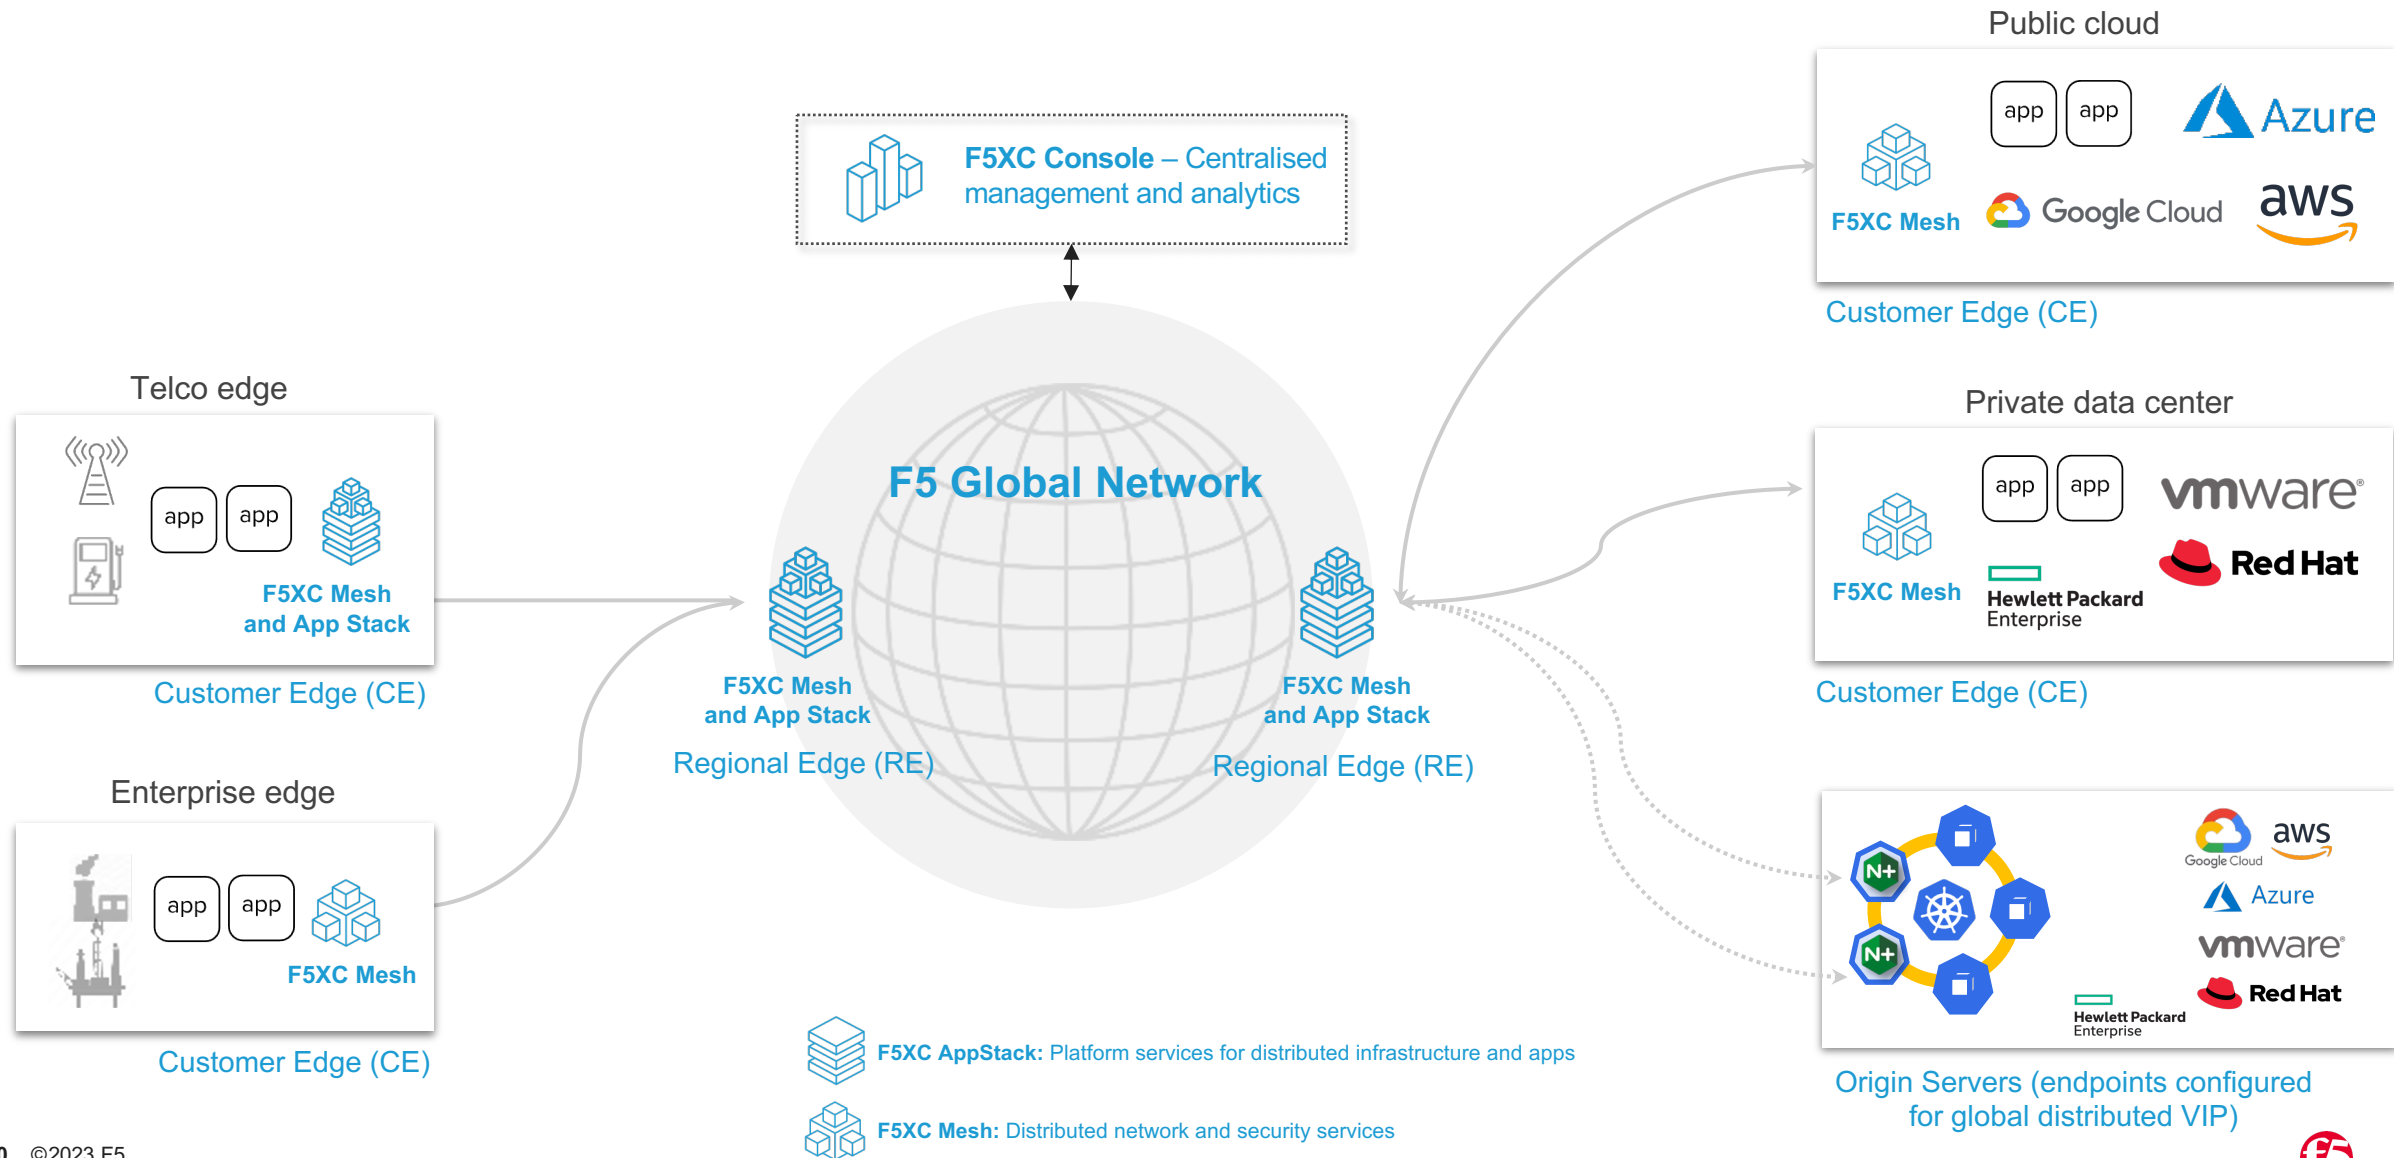 Public cloud
app
app
Azure
F5XC Mesh
Google Cloud
aws
Customer Edge (CE)
F5XC Console – Centralised
management and analytics
Telco edge
app
app
F5XC Mesh
and App Stack
Customer Edge (CE)
Enterprise edge
app
app
F5XC Mesh
Customer Edge (CE)
F5 Global Network
F5XC Mesh
and App Stack
Regional Edge (RE)
F5XC Mesh
and App Stack
Regional Edge (RE)
Private data center
app
app
vmware®
F5XC Mesh
Hewlett Packard
Enterprise
Red Hat
Customer Edge (CE)
N+
N+
Google Cloud
aws
Azure
vmware®
Red Hat
Hewlett Packard
Enterprise
Origin Servers (endpoints configured
for global distributed VIP)
F5XC AppStack: Platform services for distributed infrastructure and apps
F5XC Mesh: Distributed network and security services
©2023 F5
f5